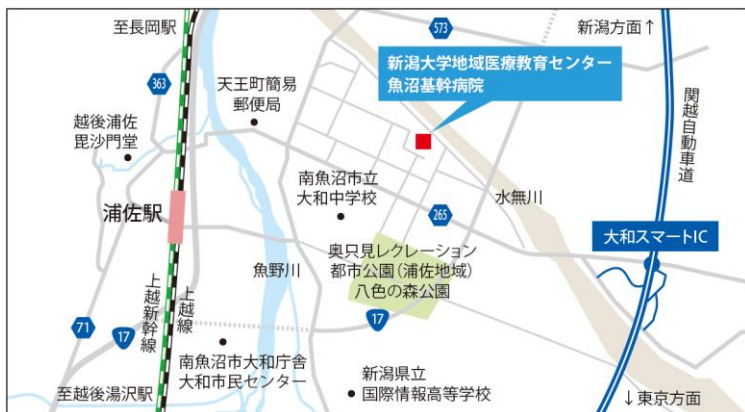 至長岡駅
573
新潟方面↑
新潟大学地域医療教育センター
魚沼基幹病院
363
天王町簡易
郵便局
関越自動車道
越後浦佐
毘沙門堂
南魚沼市立
大和中学校
265
水無川
浦佐駅
大和スマートIC
奥只見レクレーション
都市公園(浦佐地域)
八色の森公園
魚野川
上越新幹線
上越線
71
17
17
南魚沼市大和庁舎
大和市民センター
新潟県立
国際情報高等学校
至越後湯沢駅
↓東京方面